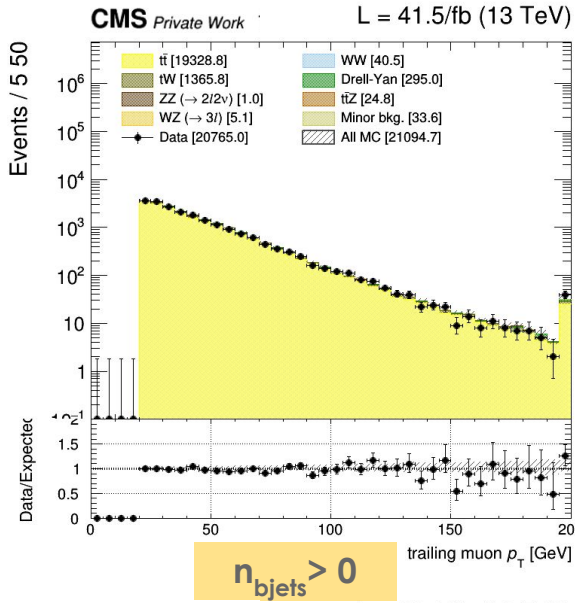 CMS Private Work L = 41.5/fb (13 TeV)
Events / 5 50
tt̄ [19328.8]
tW [1365.8]
ZZ (→ 2l2ν) [1.0]
WZ (→ 3l) [5.1]
Data [20765.0]
WW [40.5]
Drell-Yan [295.0]
tt̄Z [24.8]
Minor bkg. [33.6]
All MC [21094.7]
10⁶
10⁵
10⁴
10³
10²
10
1
10⁻¹
Data/Expected
1.5
1
0.5
0
0 50 100 150 200
trailing muon p_T [GeV]
n_bjets > 0